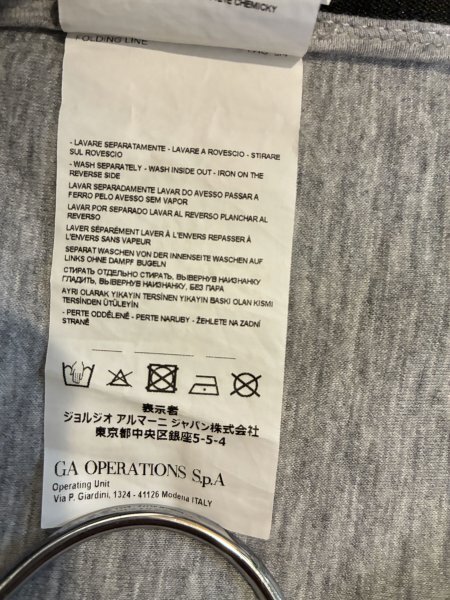 CHEMICKY
FOLDING LINE
- LAVARE SEPARATAMENTE - LAVARE A ROVESCIO - STIRARE
SUL ROVESCIO
- WASH SEPARATELY - WASH INSIDE OUT - IRON ON THE
REVERSE SIDE
LAVAR SEPARADAMENTE LAVAR DO AVESSO PASSAR A
FERRO PELO AVESSO SEM VAPOR
LAVAR POR SEPARADO LAVAR AL REVERSO PLANCHAR AL
REVERSO
LAVER SÉPARÉMENT LAVER À L'ENVERS REPASSER À
L'ENVERS SANS VAPEUR
SEPARAT WASCHEN VON DER INNENSEITE WASCHEN AUF
LINKS OHNE DAMPF BUGELN
СТИРАТЬ ОТДЕЛЬНО СТИРАТЬ, ВЫВЕРНУВ НАИЗНАНКУ
ГЛАДИТЬ, ВЫВЕРНУВ НАИЗНАНКУ, БЕЗ ПАРА
AYRI OLARAK YIKAYIN TERSİNEN YIKAYIN BASKI OLAN KISMI
TERSİNDEN ÜTÜLEYİN
- PERTE ODDĚLENĚ - PERTE NARUBY - ŽEHLETE NA ZADNÍ
STRANĚ
表示者
ジョルジオ アルマーニ ジャパン株式会社
東京都中央区銀座5-5-4
GA OPERATIONS S.p.A
Operating Unit
Via P. Giardini, 1324 - 41126 Modena ITALY